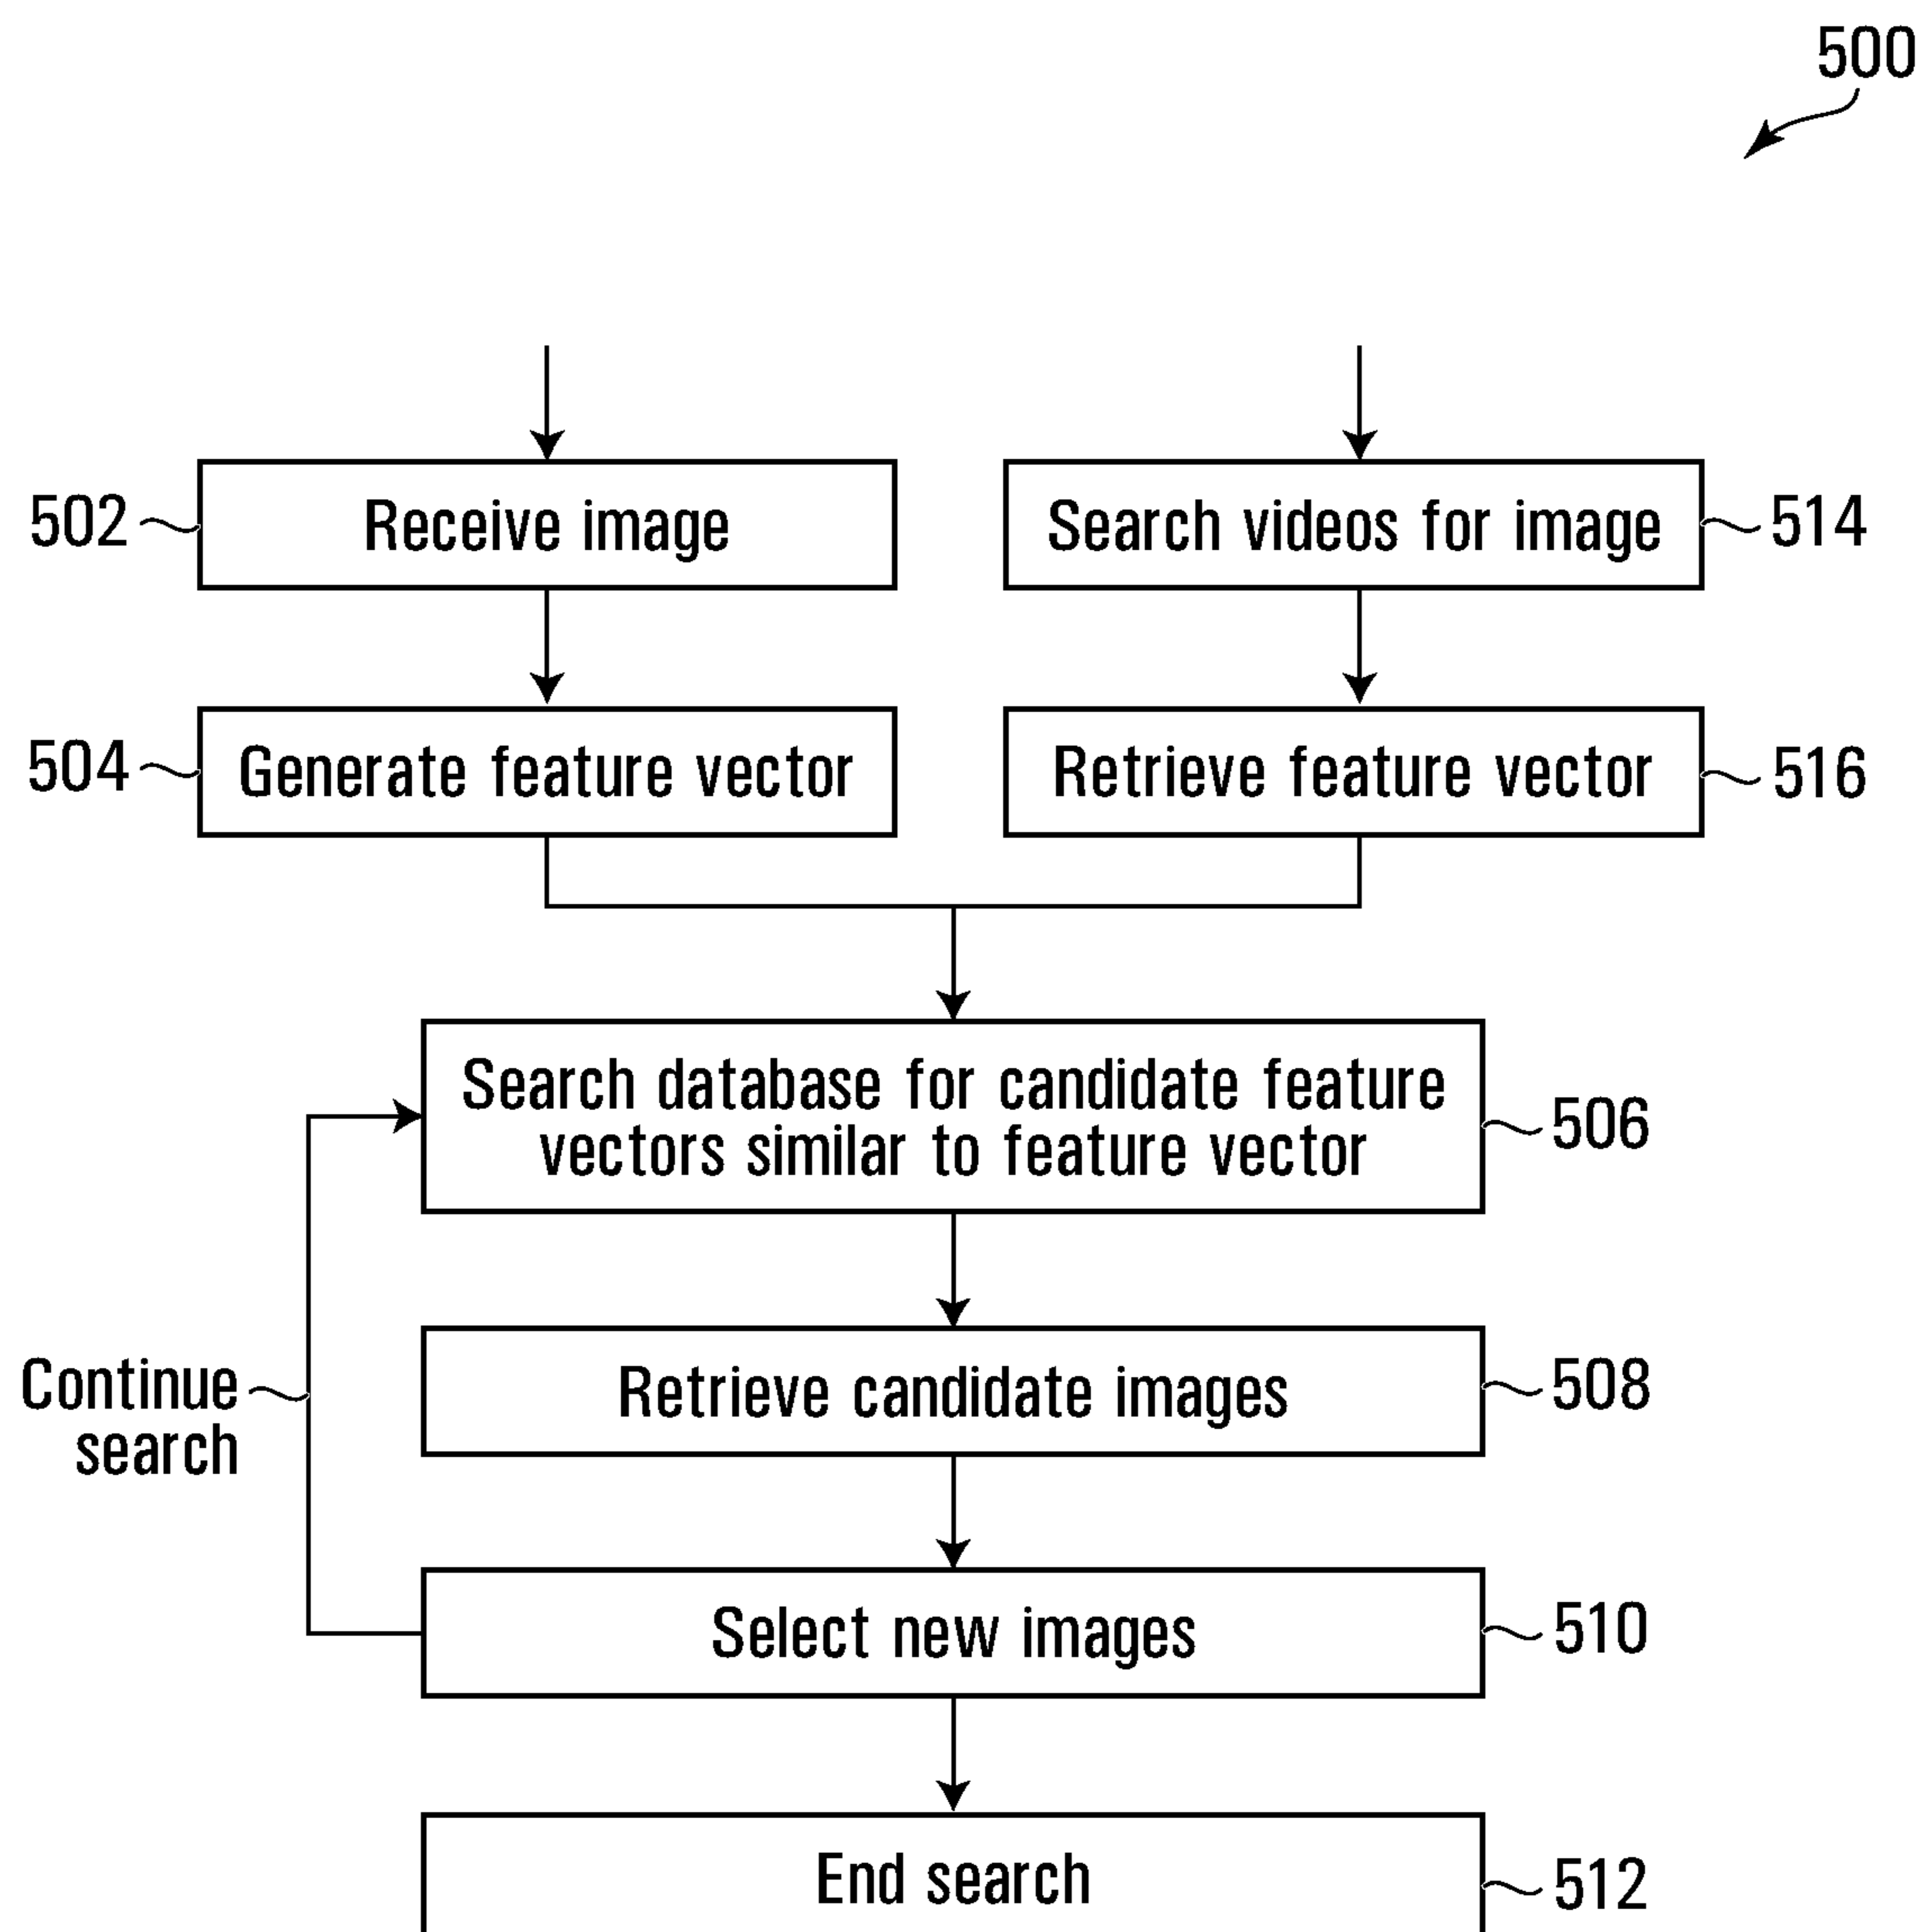 500
502
Receive image
Search videos for image
514
504
Generate feature vector
Retrieve feature vector
516
Search database for candidate feature
vectors similar to feature vector
506
Continue
search
Retrieve candidate images
508
Select new images
510
End search
512